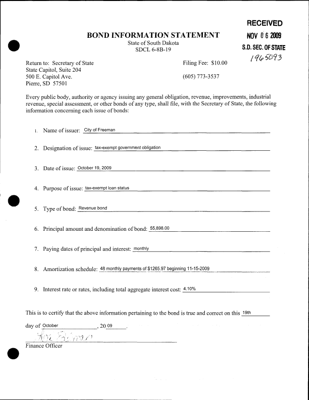 RECEIVED
BOND INFORMATION STATEMENT
NOV 06 2009
State of South Dakota
SDCL 6-8B-19
S.D. SEC. OF STATE
1965093
Return to: Secretary of State
Filing Fee: $10.00
State Capitol, Suite 204
500 E. Capitol Ave.
(605) 773-3537
Pierre, SD 57501
Every public body, authority or agency issuing any general obligation, revenue, improvements, industrial
revenue, special assessment, or other bonds of any type, shall file, with the Secretary of State, the following
information concerning each issue of bonds:
1. Name of issuer: City of Freeman
2. Designation of issue: tax-exempt government obligation
3. Date of issue: October 19, 2009
4. Purpose of issue: tax-exempt loan status
5. Type of bond: Revenue bond
6. Principal amount and denomination of bond: 55,898.00
7. Paying dates of principal and interest: monthly
8. Amortization schedule: 48 monthly payments of $1265.97 beginning 11-15-2009
9. Interest rate or rates, including total aggregate interest cost: 4.10%
This is to certify that the above information pertaining to the bond is true and correct on this 19th
day of October, 20 09.
Finance Officer